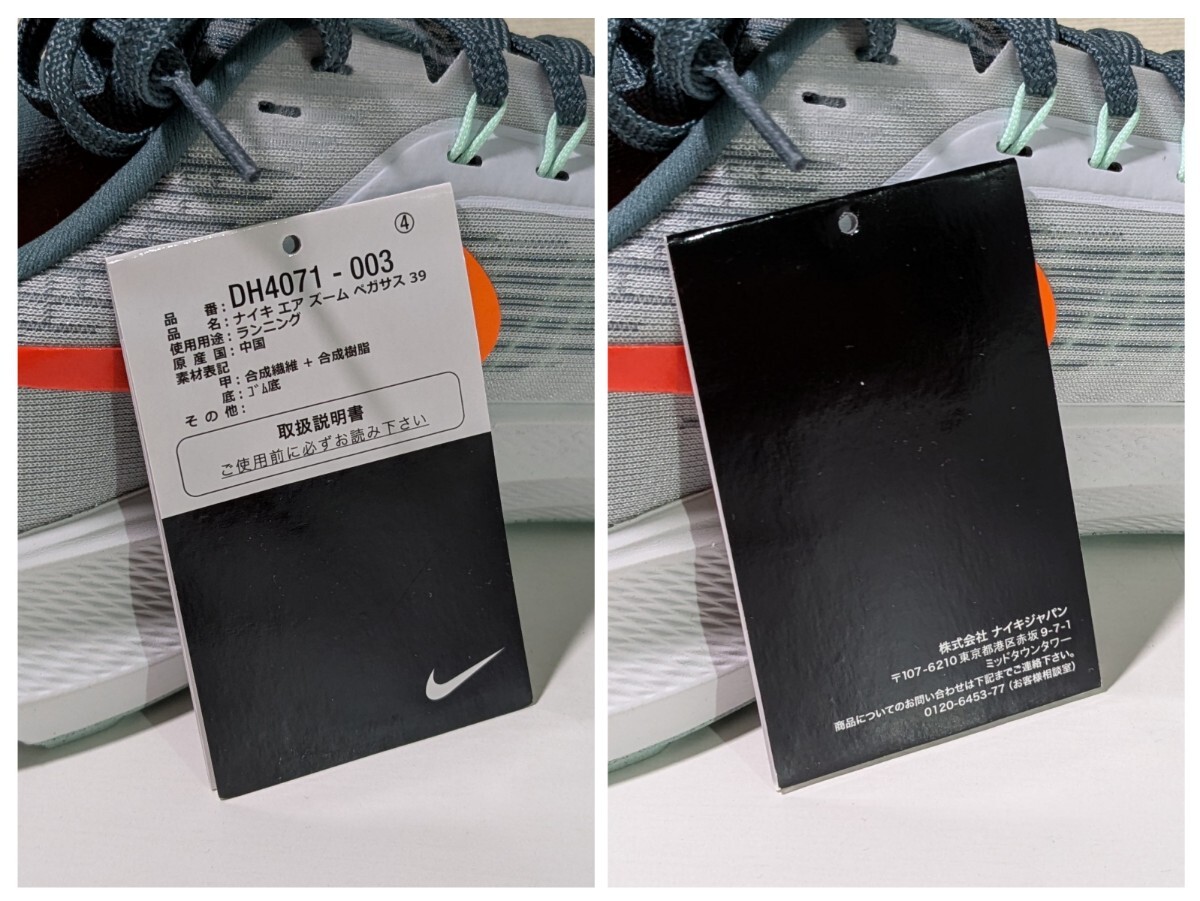 ④
品番：DH4071 - 003
品名：ナイキ エア ズーム ペガサス 39
使用用途：ランニング
原産国：中国
素材表記
甲：合成繊維 + 合成樹脂
底：ｺﾞﾑ底
その他：
取扱説明書
ご使用前に必ずお読み下さい
株式会社 ナイキジャパン
〒107-6210 東京都港区赤坂 9-7-1
ミッドタウンタワー
商品についてのお問い合わせは下記までご連絡下さい。
0120-6453-77 (お客様相談室)